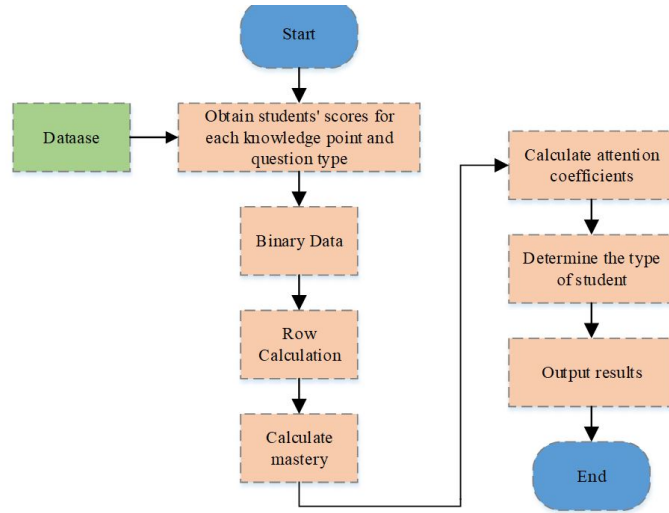 Start
Dataase
Obtain students' scores for
each knowledge point and
question type
Binary Data
Row
Calculation
Calculate
mastery
Calculate attention
coefficients
Determine the type
of student
Output results
End